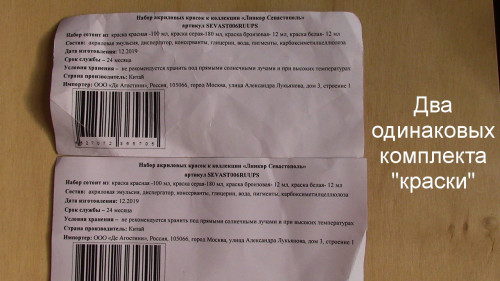 Набор акриловых красок к коллекции «Линкор Севастополь»
артикул SEVAST006RUUPS
Набор сотоит из: краска красная -100 мл, краска серая-180 мл, краска бронзовая- 12 мл, краска белая- 12 мл
Состав: акриловая эмульсия, диспергатор, консерванты, глицерин, вода, пигменты, карбоксиметилцеллюлоза
Дата изготовления: 12.2019
Срок службы – 24 месяца
Условия хранения – не рекомендуется хранить под прямыми солнечными лучами и при высоких температурах
Страна производитель: Китай
Импортер: ООО «Де Агостини», Россия, 105066, город Москва, улица Александра Лукьянова, дом 3, строение 1
Набор акриловых красок к коллекции «Линкор Севастополь»
артикул SEVAST006RUUPS
Набор сотоит из: краска красная -100 мл, краска серая-180 мл, краска бронзовая- 12 мл, краска белая- 12 мл
Состав: акриловая эмульсия, диспергатор, консерванты, глицерин, вода, пигменты, карбоксиметилцеллюлоза
Дата изготовления: 12.2019
Срок службы – 24 месяца
Условия хранения – не рекомендуется хранить под прямыми солнечными лучами и при высоких температурах
Страна производитель: Китай
Импортер: ООО «Де Агостини», Россия, 105066, город Москва, улица Александра Лукьянова, дом 3, строение 1
Два
одинаковых
комплекта
"краски"